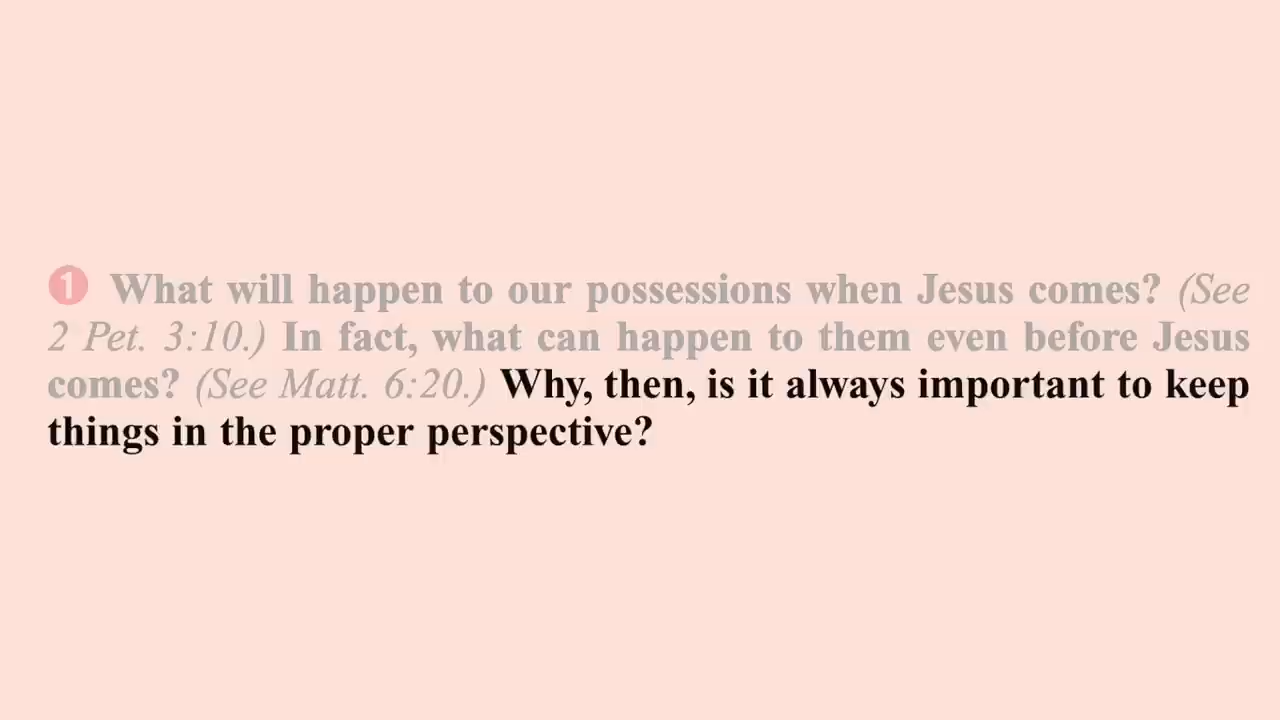 ❶ What will happen to our possessions when Jesus comes? (See
2 Pet. 3:10.) In fact, what can happen to them even before Jesus
comes? (See Matt. 6:20.) Why, then, is it always important to keep
things in the proper perspective?